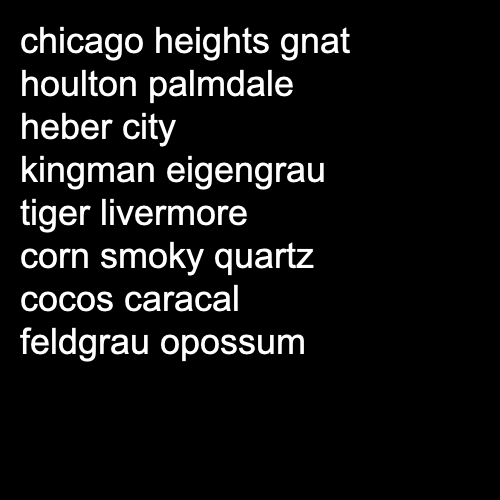 chicago heights gnat
houlton palmdale
heber city
kingman eigengrau
tiger livermore
corn smoky quartz
cocos caracal
feldgrau opossum